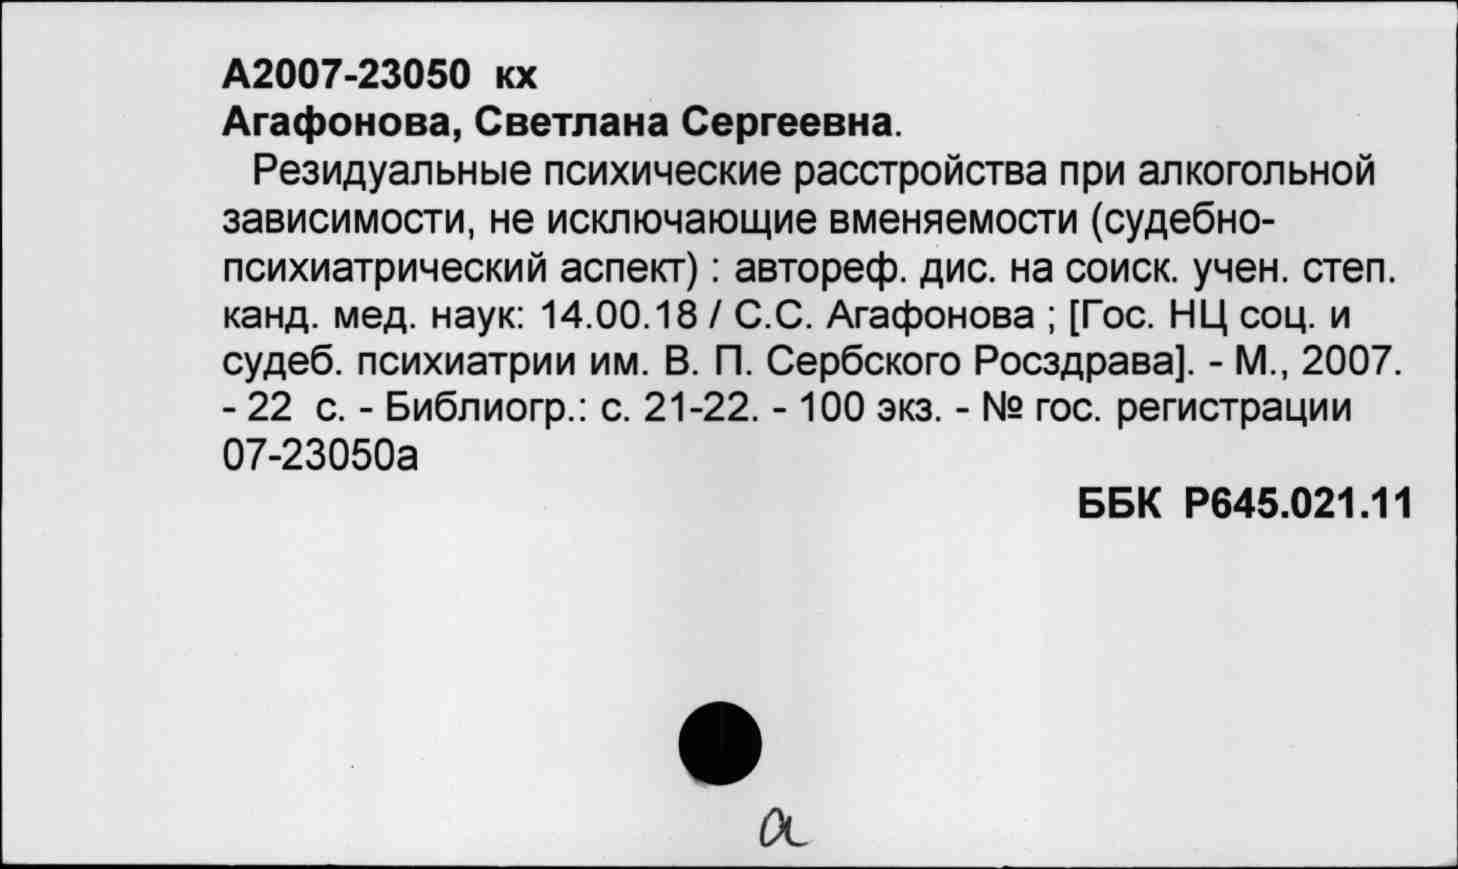 А2007-23050 кх
Агафонова, Светлана Сергеевна.
Резидуальные психические расстройства при алкогольной
зависимости, не исключающие вменяемости (судебно-
психиатрический аспект) : автореф. дис. на соиск. учен. степ.
канд. мед. наук: 14.00.18 / С.С. Агафонова ; [Гос. НЦ соц. и
судеб. психиатрии им. В. П. Сербского Росздрава]. - М., 2007.
- 22 с. - Библиогр.: с. 21-22. - 100 экз. - № гос. регистрации
07-23050а
ББК Р645.021.11
а